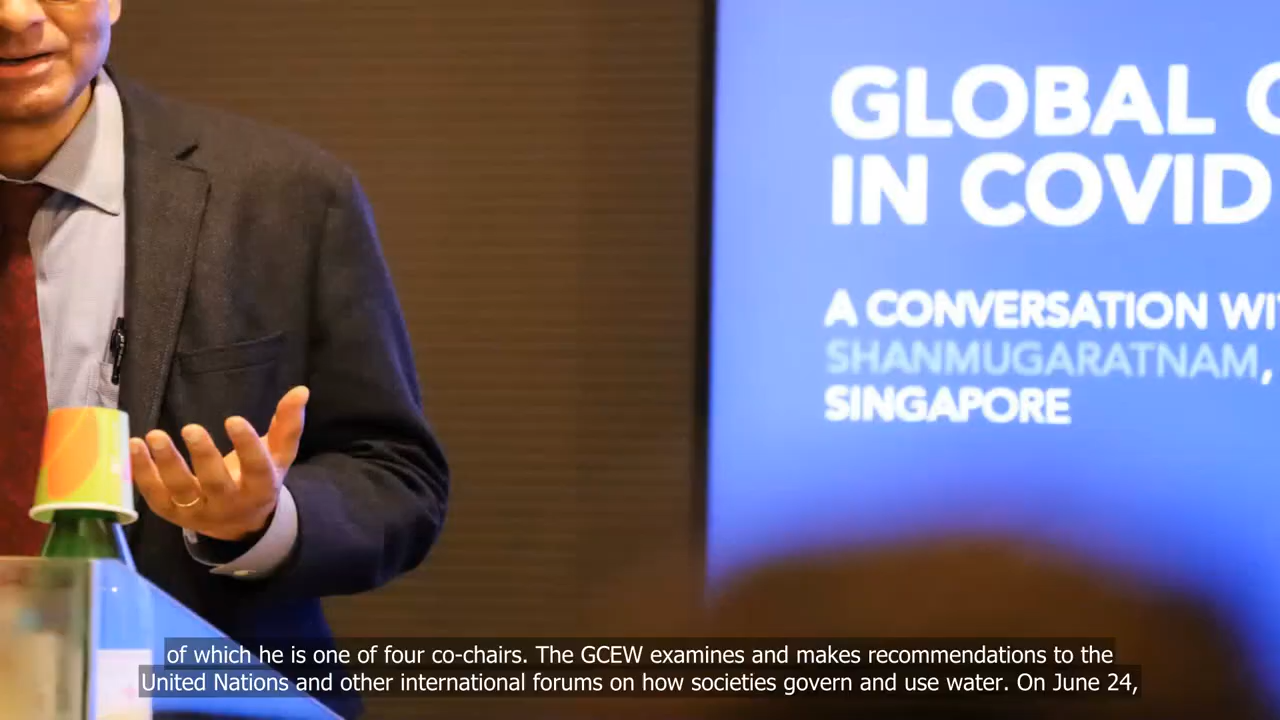 GLOBAL
IN COVID
A CONVERSATION
SHANMUGARATNAM,
SINGAPORE
of which he is one of four co-chairs. The GCEW examines and makes recommendations to the
United Nations and other international forums on how societies govern and use water. On June 24,